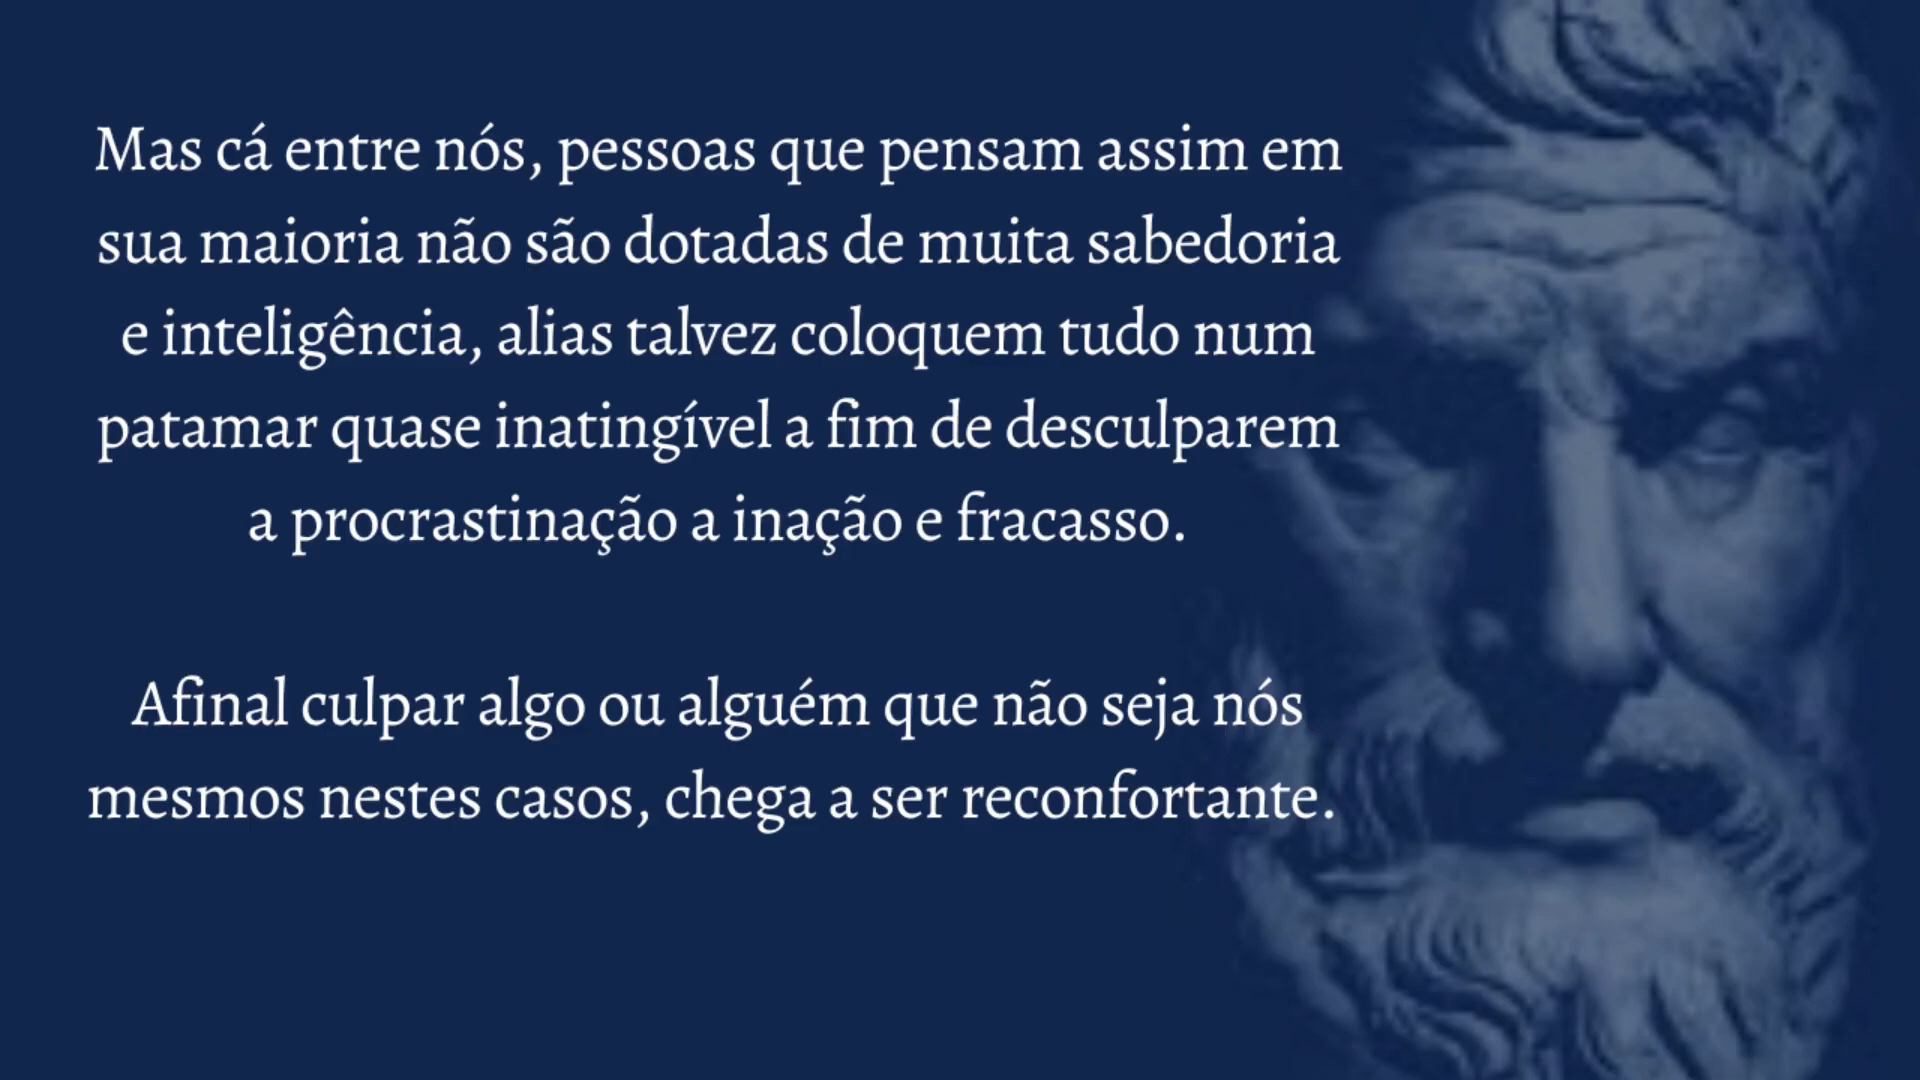 Mas cá entre nós, pessoas que pensam assim em
sua maioria não são dotadas de muita sabedoria
e inteligência, alias talvez coloquem tudo num
patamar quase inatingível a fim de desculparem
a procrastinação a inação e fracasso.
Afinal culpar algo ou alguém que não seja nós
mesmos nestes casos, chega a ser reconfortante.